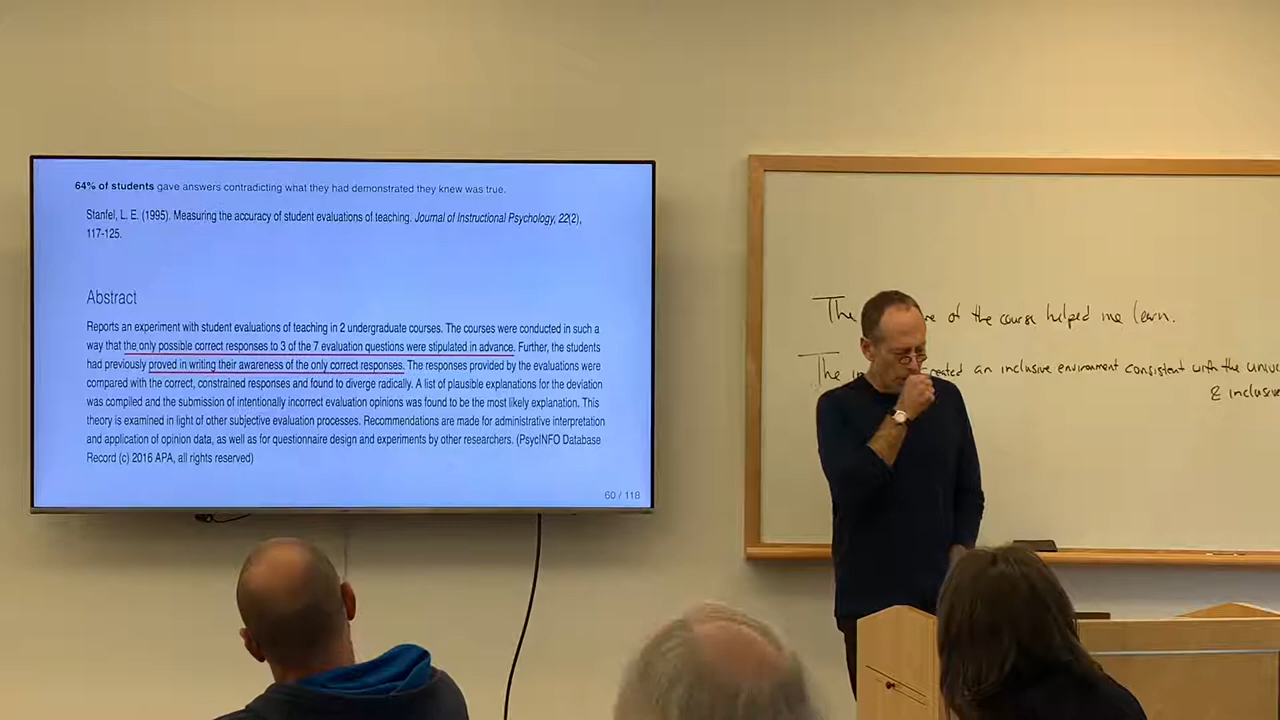 64% of students gave answers contradicting what they had demonstrated they knew was true.
Stanfel, L. E. (1995). Measuring the accuracy of student evaluations of teaching. Journal of Instructional Psychology, 22(2),
117-125.
Abstract
Reports an experiment with student evaluations of teaching in 2 undergraduate courses. The courses were conducted in such a
way that the only possible correct responses to 3 of the 7 evaluation questions were stipulated in advance. Further, the students
had previously proved in writing their awareness of the only correct responses. The responses provided by the evaluations were
compared with the correct, constrained responses and found to diverge radically. A list of plausible explanations for the deviation
was compiled and the submission of intentionally incorrect evaluation opinions was found to be the most likely explanation. This
theory is examined in light of other subjective evaluation processes. Recommendations are made for administrative interpretation
and application of opinion data, as well as for questionnaire design and experiments by other researchers. (PsycINFO Database
Record (c) 2016 APA, all rights reserved)
60 / 118
The of the course helped me learn.
The an inclusive environment consistent with the
& inclusive